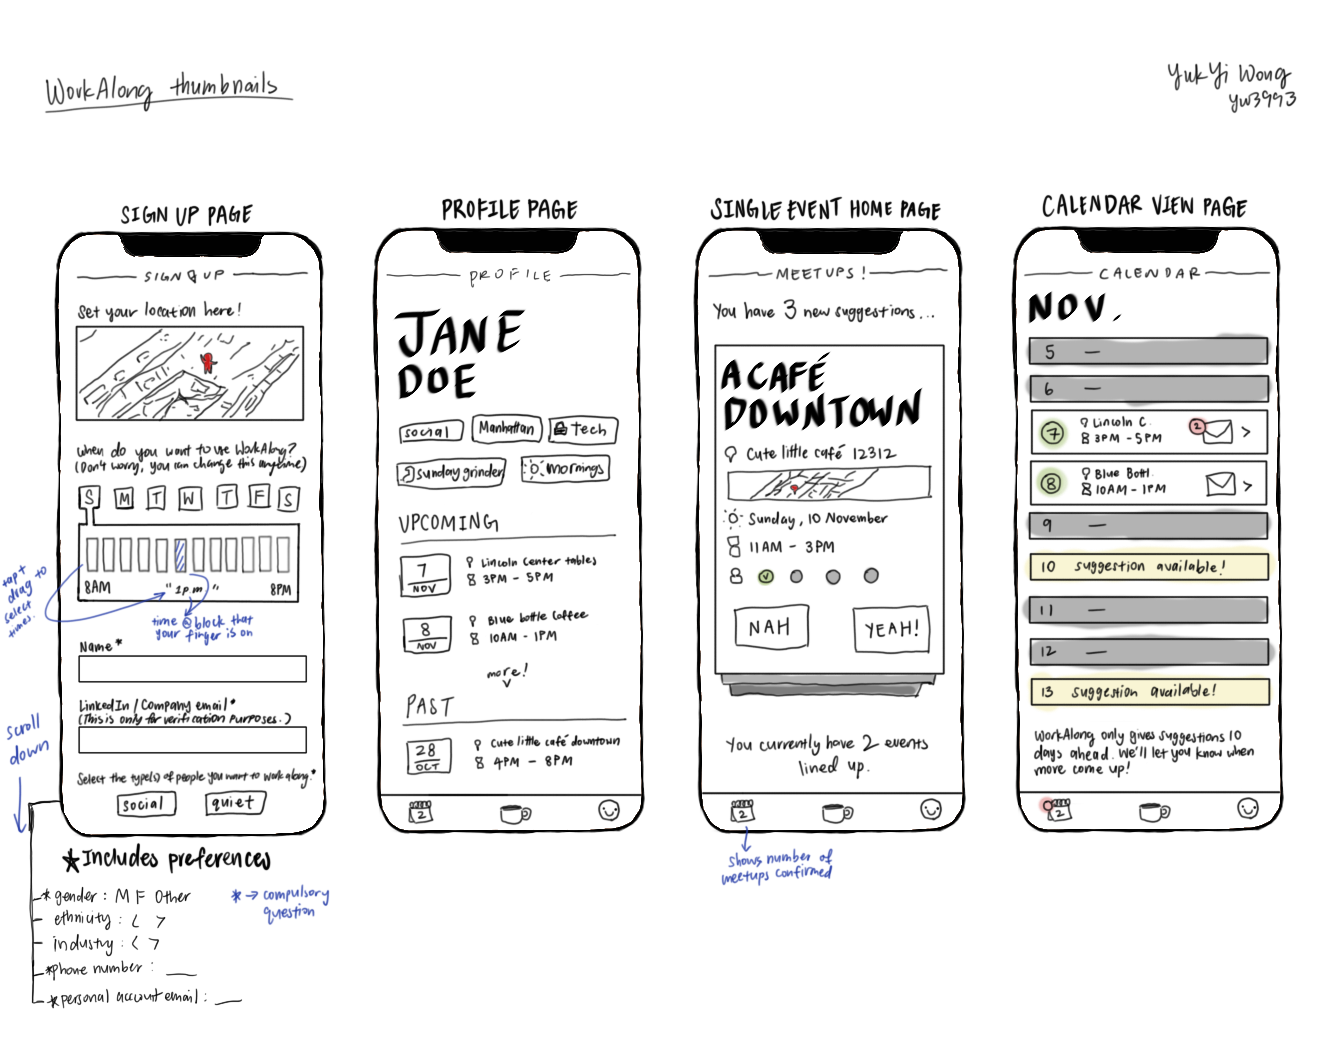 WorkAlong thumbnails
YukYi Wong
yw3993
SIGN UP PAGE
SIGN UP
Set your location here!
When do you want to use WorkAlong?
(Don't worry, you can change this anytime)
S M T W T F S
8AM "1pm" 8PM
tap +
drag to
select
times.
time @ block that
your finger is on
Name*
LinkedIn / Company email*
(This is only for verification purposes.)
Select the type(s) of people you want to work along.*
social quiet
scroll
down
★Includes preferences
*gender: M F Other
ethnicity: < >
industry: < >
*phone number: ___
*personal account email: ___
* → compulsory
question
PROFILE PAGE
PROFILE
JANE
DOE
social Manhattan tech
sunday grinder mornings
UPCOMING
7
NOV
Lincoln Center tables
3PM - 5PM
8
NOV
Blue bottle coffee
10AM - 1PM
more!
PAST
28
OCT
Cute little café downtown
4PM - 8PM
2
SINGLE EVENT HOME PAGE
MEETUPS!
You have 3 new suggestions...
A CAFÉ
DOWNTOWN
Cute little café 12312
Sunday, 10 November
11AM - 3PM
NAH YEAH!
You currently have 2 events
lined up.
2
shows number of
meetups confirmed
CALENDAR VIEW PAGE
CALENDAR
NOV.
5 —
6 —
7 Lincoln C. 2 >
3PM - 5PM
8 Blue Bottl. >
10AM - 1PM
9 —
10 suggestion available!
11 —
12 —
13 suggestion available!
WorkAlong only gives suggestions 10
days ahead. We'll let you know when
more come up!
2